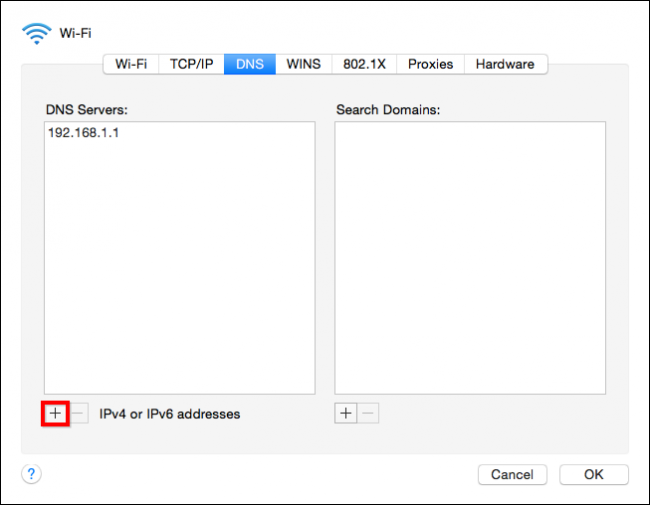 Wi-Fi
Wi-Fi TCP/IP DNS WINS 802.1X Proxies Hardware
DNS Servers: Search Domains:
192.168.1.1
+ − IPv4 or IPv6 addresses + −
? Cancel OK